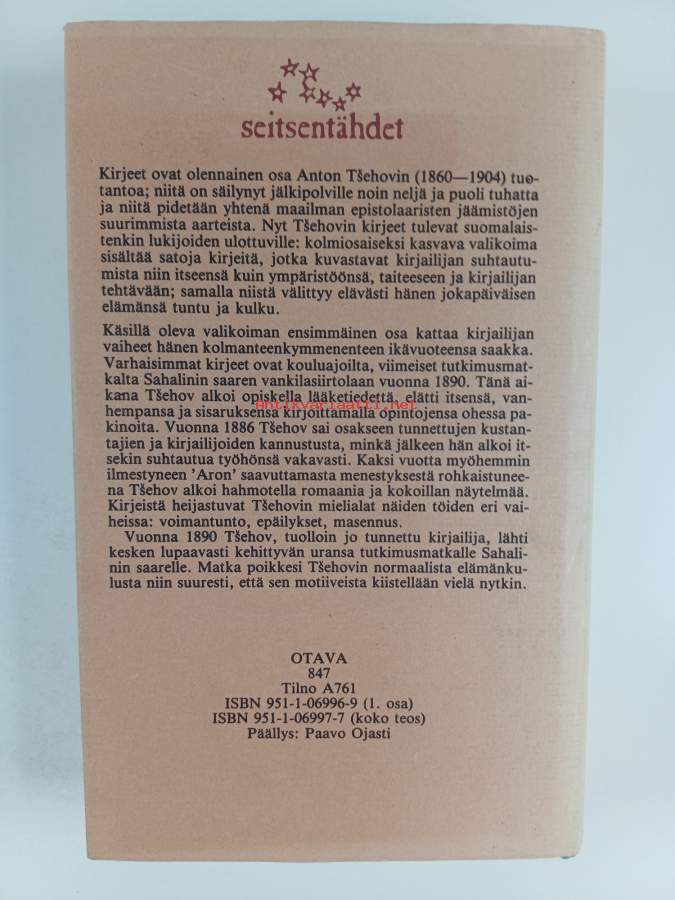 seitsentähdet
Kirjeet ovat olennainen osa Anton Tšehovin (1860—1904) tuo-
tantoa; niitä on säilynyt jälkipolville noin neljä ja puoli tuhatta
ja niitä pidetään yhtenä maailman epistolaaristen jäämistöjen
suurimmista aarteista. Nyt Tšehovin kirjeet tulevat suomalais-
tenkin lukijoiden ulottuville: kolmiosaiseksi kasvava valikoima
sisältää satoja kirjeitä, jotka kuvastavat kirjailijan suhtautu-
mista niin itseensä kuin ympäristöönsä, taiteeseen ja kirjailijan
tehtävään; samalla niistä välittyy elävästi hänen jokapäiväisen
elämänsä tuntu ja kulku.
Käsillä oleva valikoiman ensimmäinen osa kattaa kirjailijan
vaiheet hänen kolmanteenkymmenenteen ikävuoteensa saakka.
Varhaisimmat kirjeet ovat kouluajoilta, viimeiset tutkimusmat-
kalta Sahalinin saaren vankilasiirtolaan vuonna 1890. Tänä ai-
kana Tšehov alkoi opiskella lääketiedettä, elätti itsensä, van-
hempansa ja sisaruksensa kirjoittamalla opintojensa ohessa pa-
kinoita. Vuonna 1886 Tšehov sai osakseen tunnettujen kustan-
tajien ja kirjailijoiden kannustusta, minkä jälkeen hän alkoi it-
sekin suhtautua työhönsä vakavasti. Kaksi vuotta myöhemmin
ilmestyneen 'Aron' saavuttamasta menestyksestä rohkaistunee-
na Tšehov alkoi hahmotella romaania ja kokoillan näytelmää.
Kirjeistä heijastuvat Tšehovin mielialat näiden töiden eri vai-
heissa: voimantunto, epäilykset, masennus.
Vuonna 1890 Tšehov, tuolloin jo tunnettu kirjailija, lähti
kesken lupaavasti kehittyvän uransa tutkimusmatkalle Sahali-
nin saarelle. Matka poikkesi Tšehovin normaalista elämänku-
lusta niin suuresti, että sen motiiveista kiistellään vielä nytkin.
Antikvariaatti.net
OTAVA
847
Tilno A761
ISBN 951-1-06996-9 (1. osa)
ISBN 951-1-06997-7 (koko teos)
Päällys: Paavo Ojasti